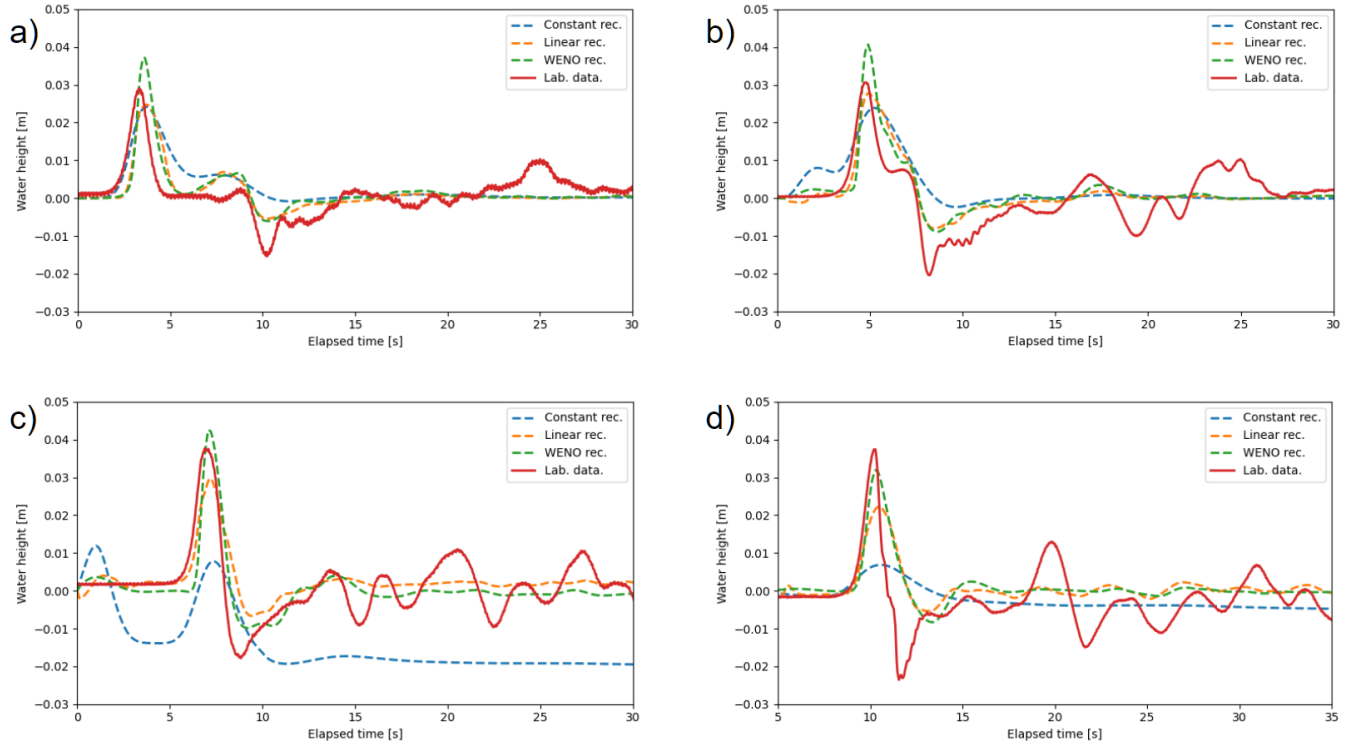 a)
0.05
0.04
0.03
0.02
0.01
0.00
−0.01
−0.02
−0.03
Water height [m]
Constant rec.
Linear rec.
WENO rec.
Lab. data.
0 5 10 15 20 25 30
Elapsed time [s]
b)
0.05
0.04
0.03
0.02
0.01
0.00
−0.01
−0.02
−0.03
Water height [m]
Constant rec.
Linear rec.
WENO rec.
Lab. data.
0 5 10 15 20 25 30
Elapsed time [s]
c)
0.05
0.04
0.03
0.02
0.01
0.00
−0.01
−0.02
−0.03
Water height [m]
Constant rec.
Linear rec.
WENO rec.
Lab. data.
0 5 10 15 20 25 30
Elapsed time [s]
d)
0.05
0.04
0.03
0.02
0.01
0.00
−0.01
−0.02
−0.03
Water height [m]
Constant rec.
Linear rec.
WENO rec.
Lab. data.
5 10 15 20 25 30 35
Elapsed time [s]